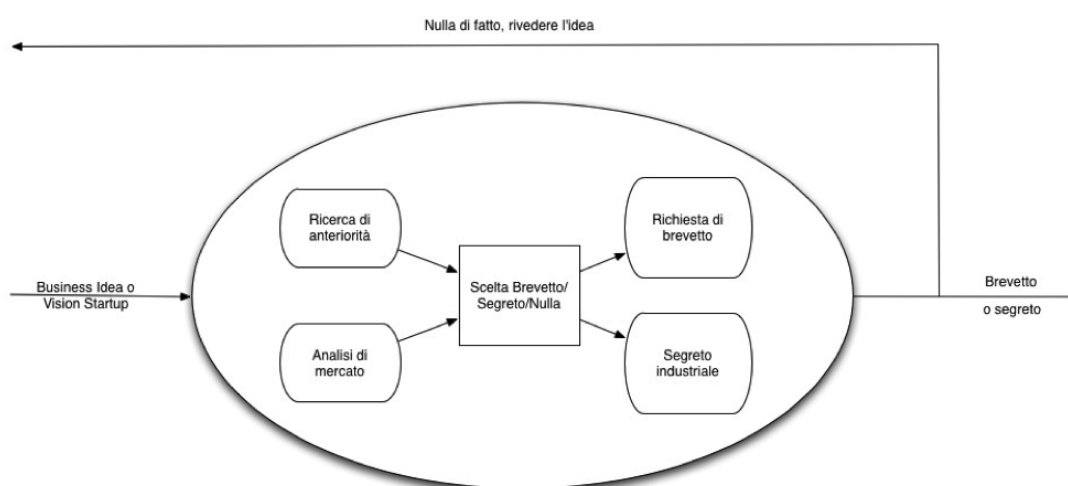 Nulla di fatto, rivedere l'idea
Ricerca di
anteriorità
Richiesta di
brevetto
Business Idea o
Vision Startup
Scelta Brevetto/
Segreto/Nulla
Brevetto
o segreto
Analisi di
mercato
Segreto
industriale